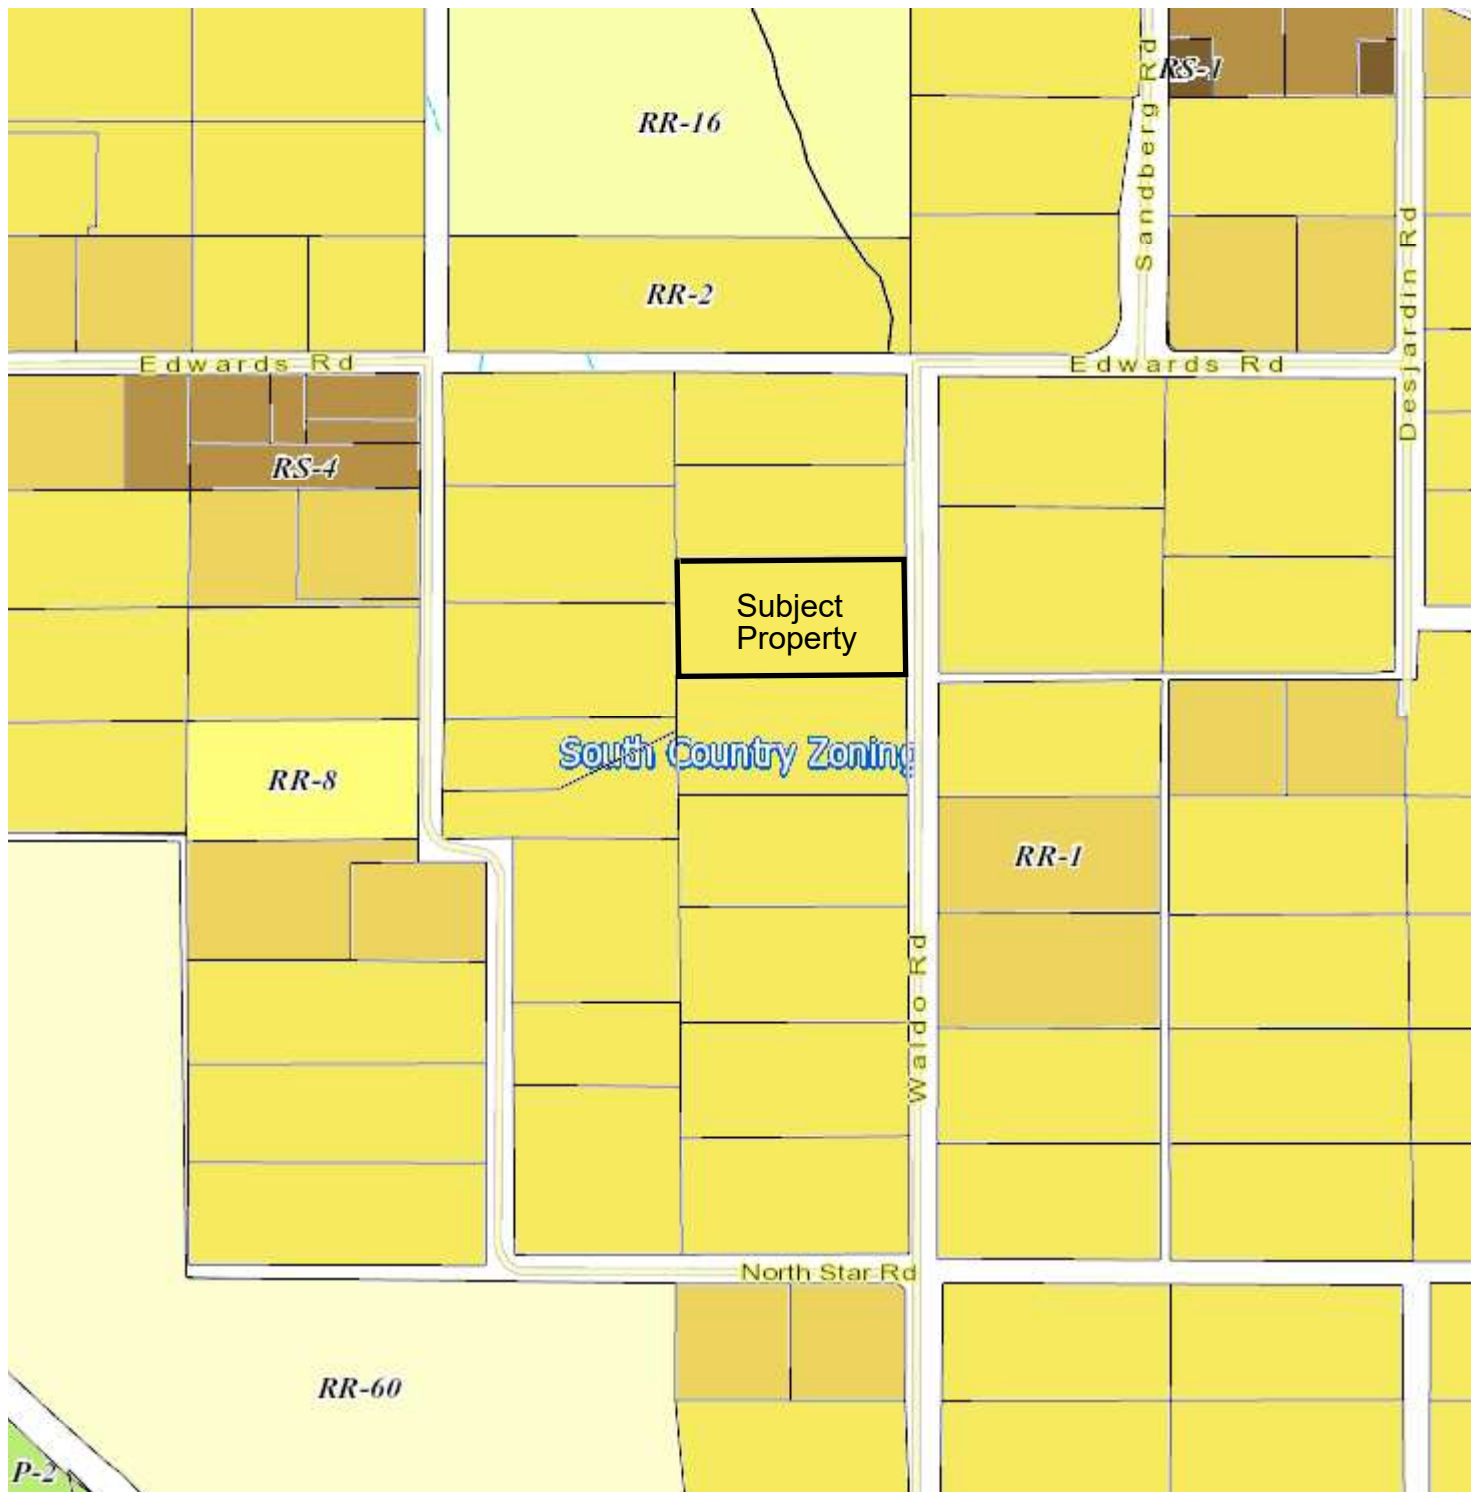 RS-1
RR-16
Sandberg Rd
RR-2
Desjardin Rd
Edwards Rd
Edwards Rd
RS-4
Subject
Property
South Country Zoning
RR-8
RR-1
Waldo Rd
North Star Rd
RR-60
P-2